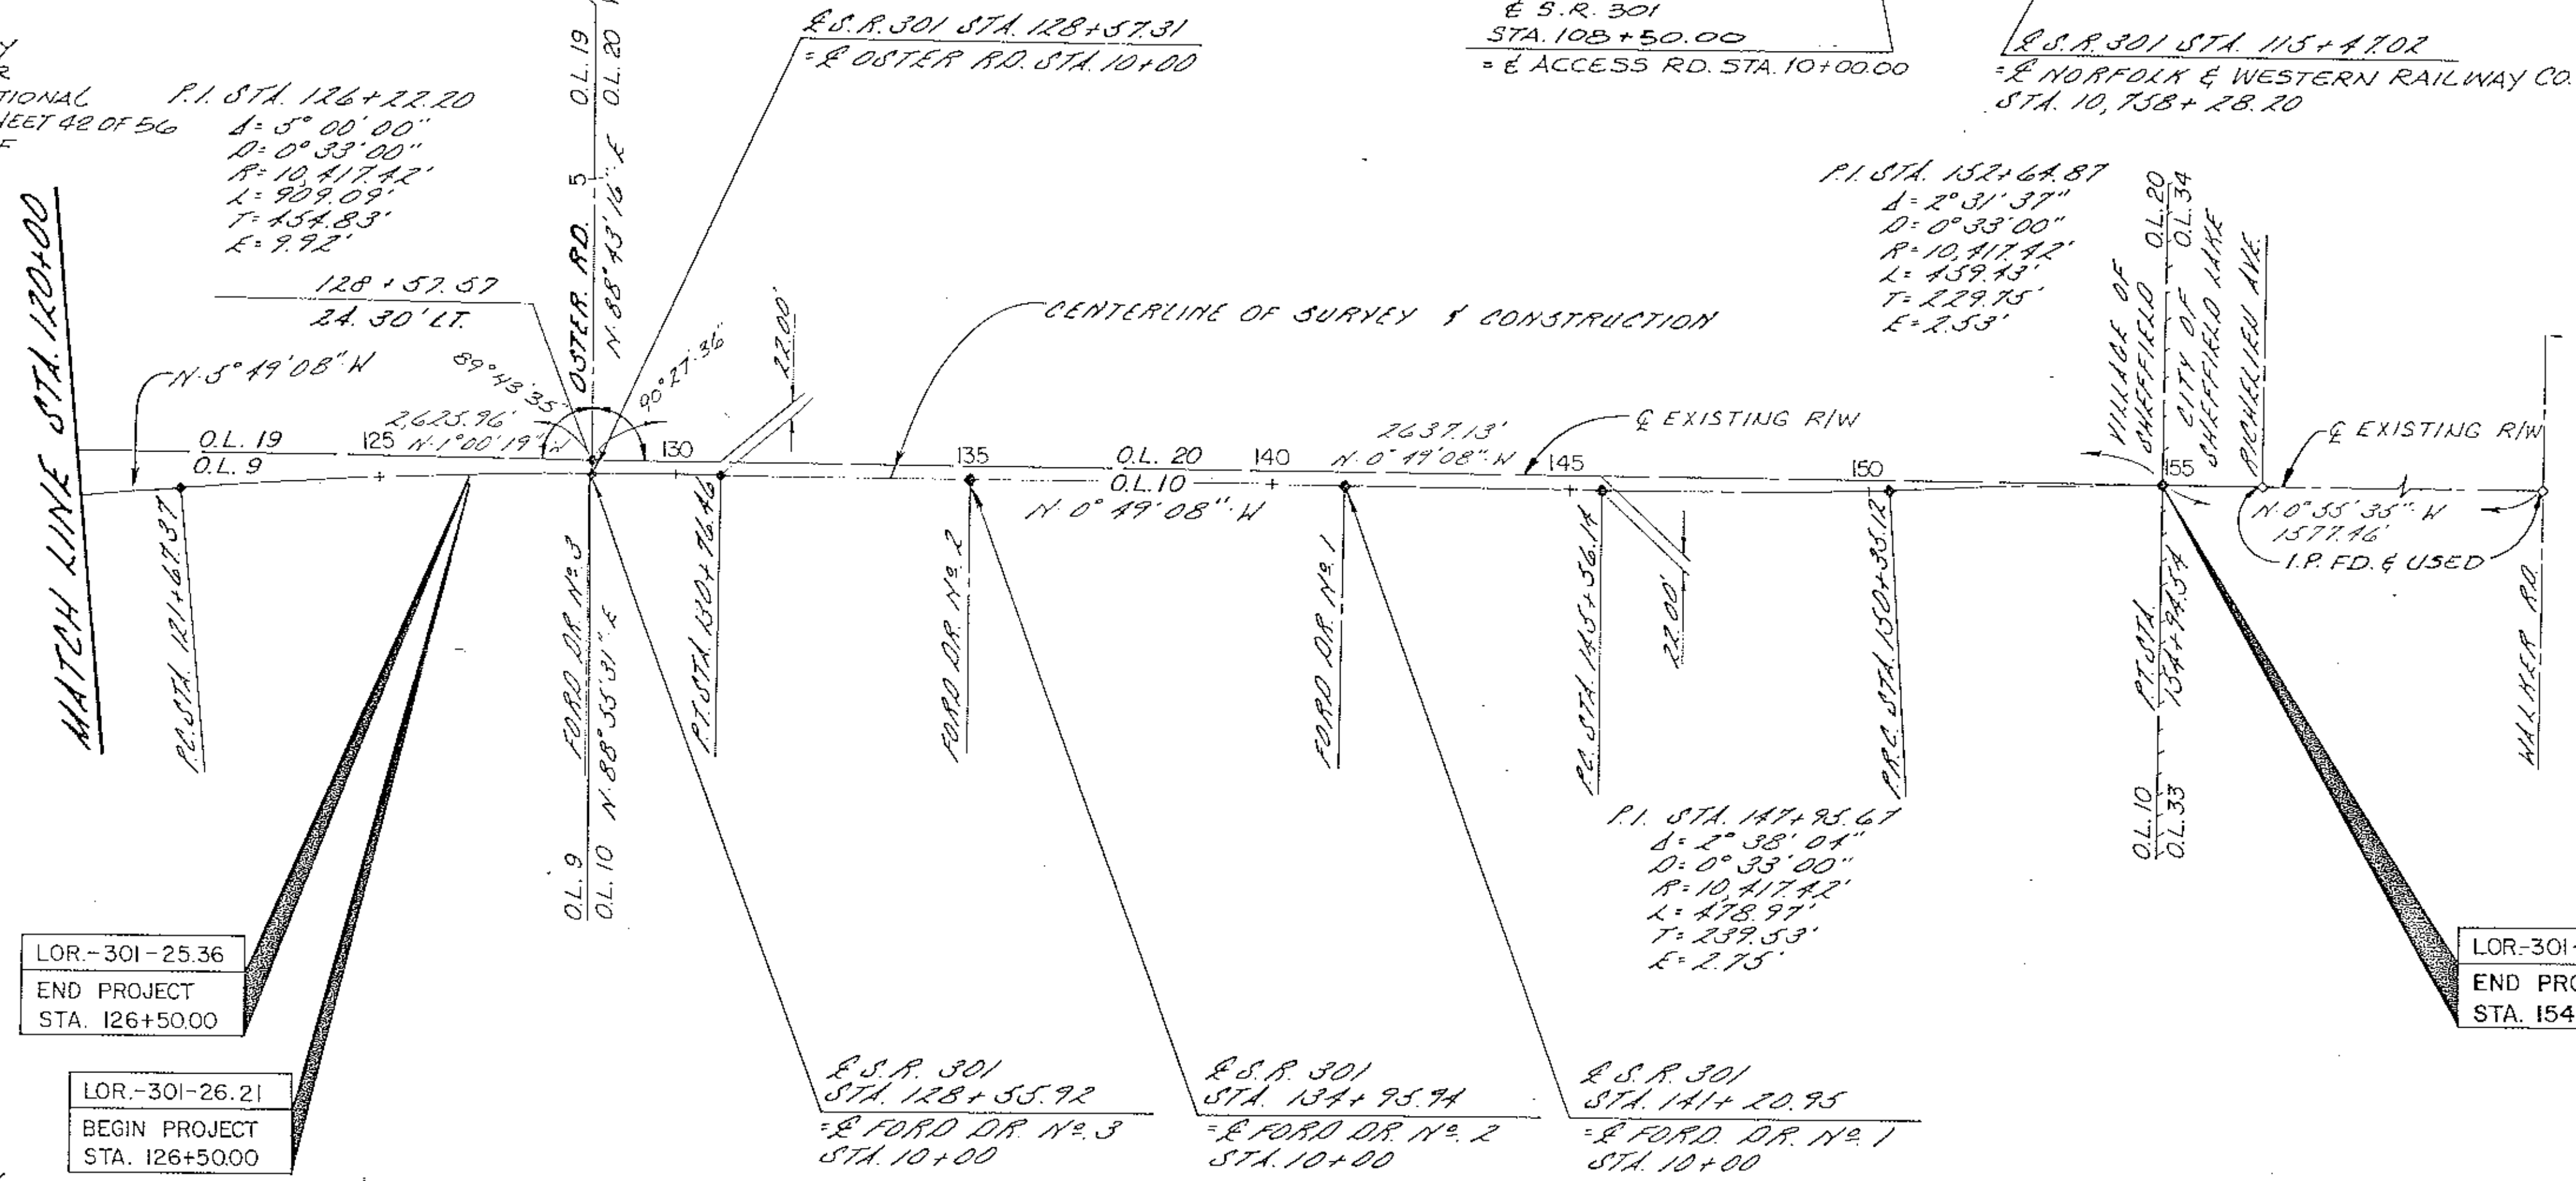 TIONAL
HEET 42 OF 56
MATCH LINE STA. 120+00
P.I. STA. 126+22.20
Δ= 5° 00' 00"
D= 0° 33' 00"
R= 10,417.42'
L= 909.09'
T= 454.83'
E= 9.92'
128+57.57
24.30' LT.
N-5° 49' 08"-W
O.L. 19
O.L. 20
5
OSTER RD.
N-88° 43' 16"-E
℄ S.R. 301 STA. 128+57.31
= ℄ OSTER RD. STA. 10+00
℄ S.R. 301
STA. 108+50.00
= ℄ ACCESS RD. STA. 10+00.00
℄ S.R. 301 STA. 115+47.02
= ℄ NORFOLK & WESTERN RAILWAY CO.
STA. 10,758+28.20
P.I. STA. 152+64.87
Δ= 2° 31' 37"
D= 0° 33' 00"
R= 10,417.42'
L= 459.43'
T= 229.75'
E= 2.53'
VILLAGE OF
SHEFFIELD
O.L. 20
O.L. 34
CITY OF
SHEFFIELD LAKE
RICHELIEU AVE.
89° 43' 35"
90° 27' 36"
22.00'
CENTERLINE OF SURVEY & CONSTRUCTION
2,625.96'
N-1° 00' 19"-W
O.L. 19
O.L. 9
125
130
135
O.L. 20
O.L. 10
140
2637.13'
N-0° 49' 08"-W
145
150
155
℄ EXISTING R/W
℄ EXISTING R/W
N-0° 49' 08"-W
N-0° 55' 35"-W
1577.46'
I.P. FD. & USED
P.C. STA. 121+67.37
FORD DR. Nº 3
N-88° 55' 31"-E
P.T. STA. 130+76.46
FORD DR. Nº 2
FORD DR. Nº 1
P.C. STA. 145+56.14
22.00'
P.R.C. STA. 150+35.12
P.T. STA.
154+94.54
WALKER RD.
O.L. 9
O.L. 10
O.L. 10
O.L. 33
P.I. STA. 147+95.67
Δ= 2° 38' 04"
D= 0° 33' 00"
R= 10,417.42'
L= 478.97'
T= 239.53'
E= 2.75'
LOR.-301-25.36
END PROJECT
STA. 126+50.00
LOR.-301-26.21
BEGIN PROJECT
STA. 126+50.00
℄ S.R. 301
STA. 128+55.92
= ℄ FORD DR. Nº 3
STA. 10+00
℄ S.R. 301
STA. 134+95.94
= ℄ FORD DR. Nº 2
STA. 10+00
℄ S.R. 301
STA. 141+20.95
= ℄ FORD. DR. Nº 1
STA. 10+00
LOR.-301-
END PRO
STA. 154